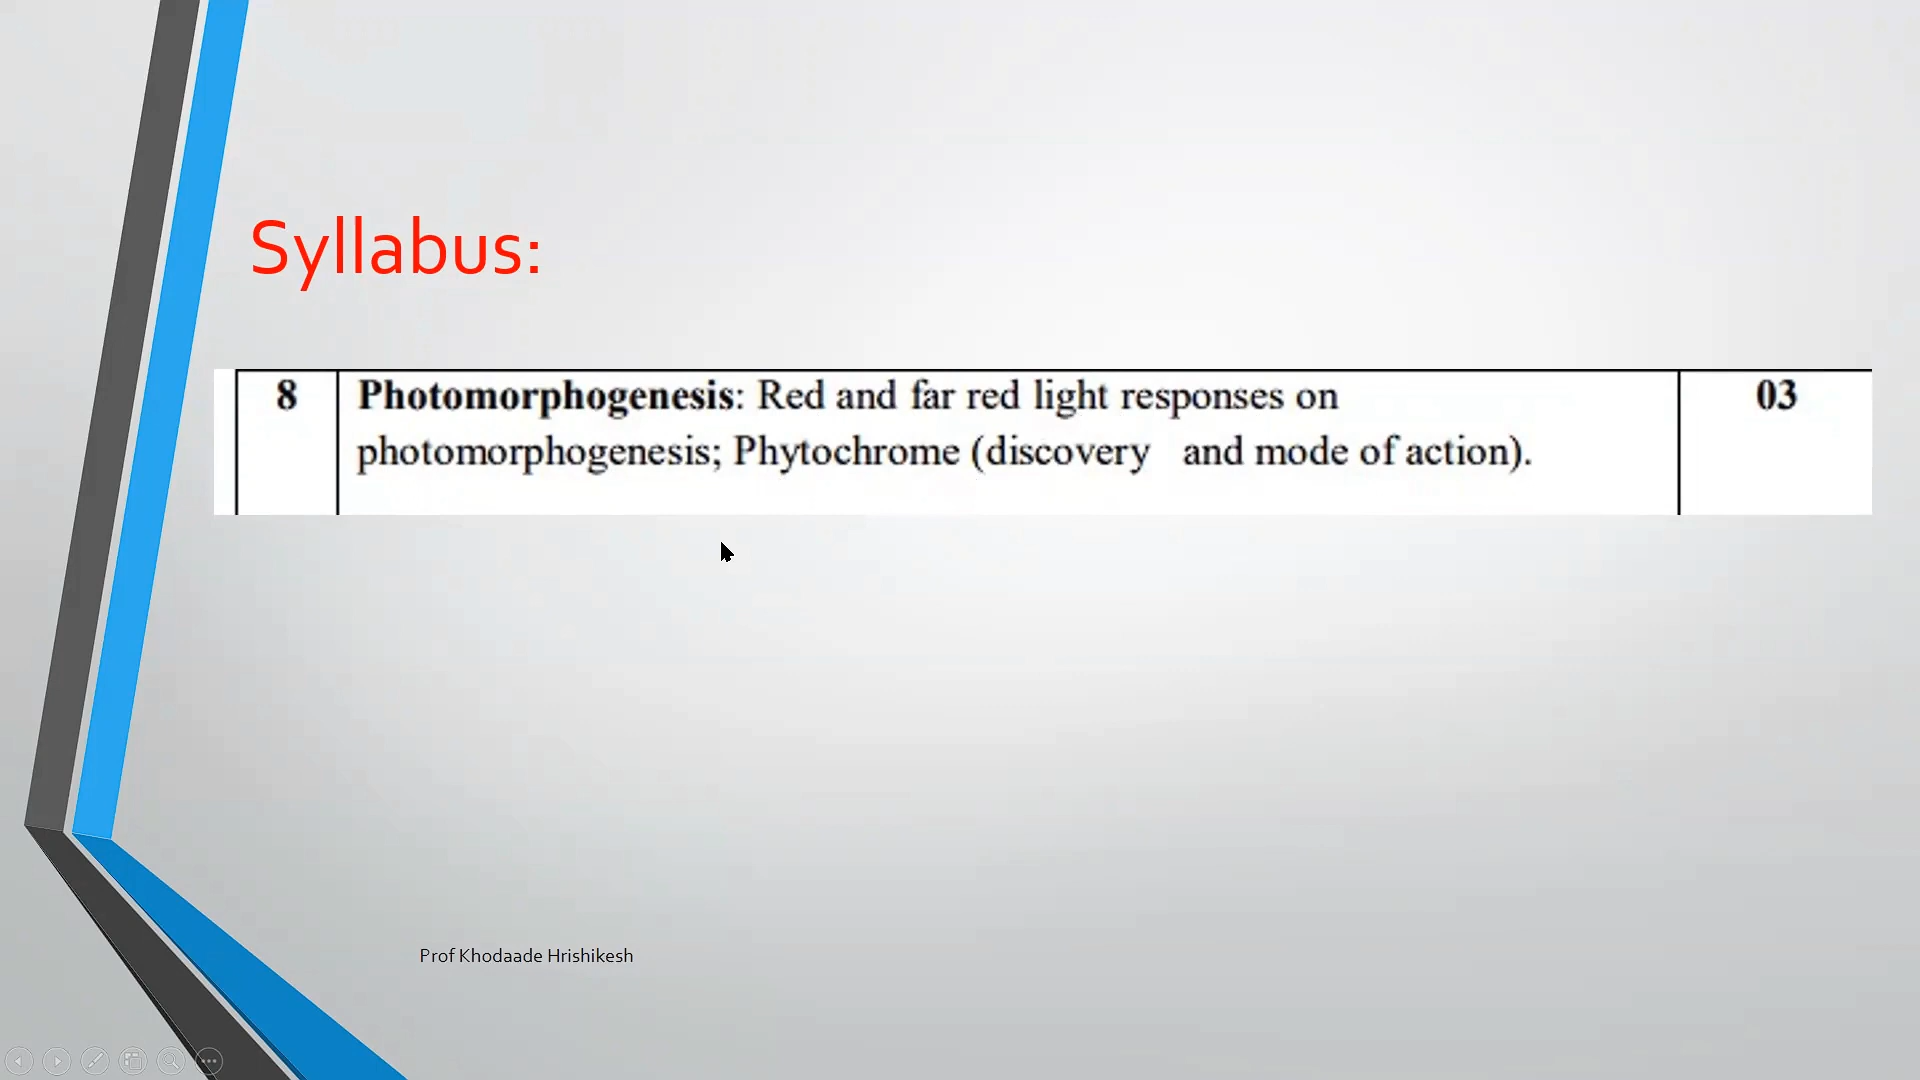 Syllabus:
8 Photomorphogenesis: Red and far red light responses on 03
photomorphogenesis; Phytochrome (discovery and mode of action).
Prof Khodaade Hrishikesh